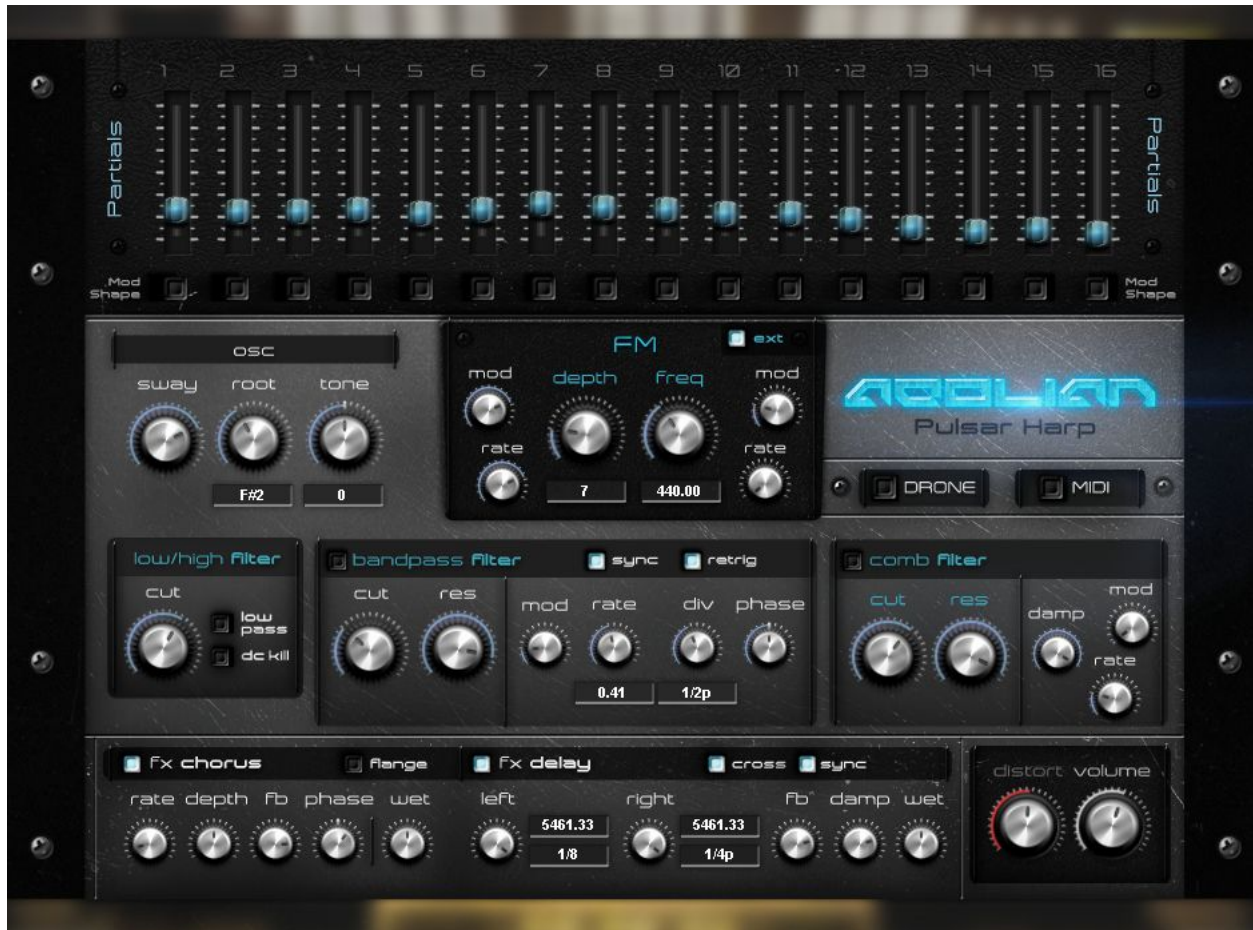 1 2 3 4 5 6 7 8 9 10 11 12 13 14 15 16
Partials
Partials
Mod
Shape
Mod
Shape
osc
sway root tone
F#2 0
FM
ext
mod depth freq mod
rate rate
7 440.00
AEOLIAN
Pulsar Harp
DRONE MIDI
low/high filter
cut
low
pass
dc kill
bandpass filter sync retrig
cut res mod rate div phase
0.41 1/2p
comb filter
cut res damp mod
rate
fx chorus flange fx delay cross sync
rate depth fb phase wet left right fb damp wet
5461.33 5461.33
1/8 1/4p
distort volume